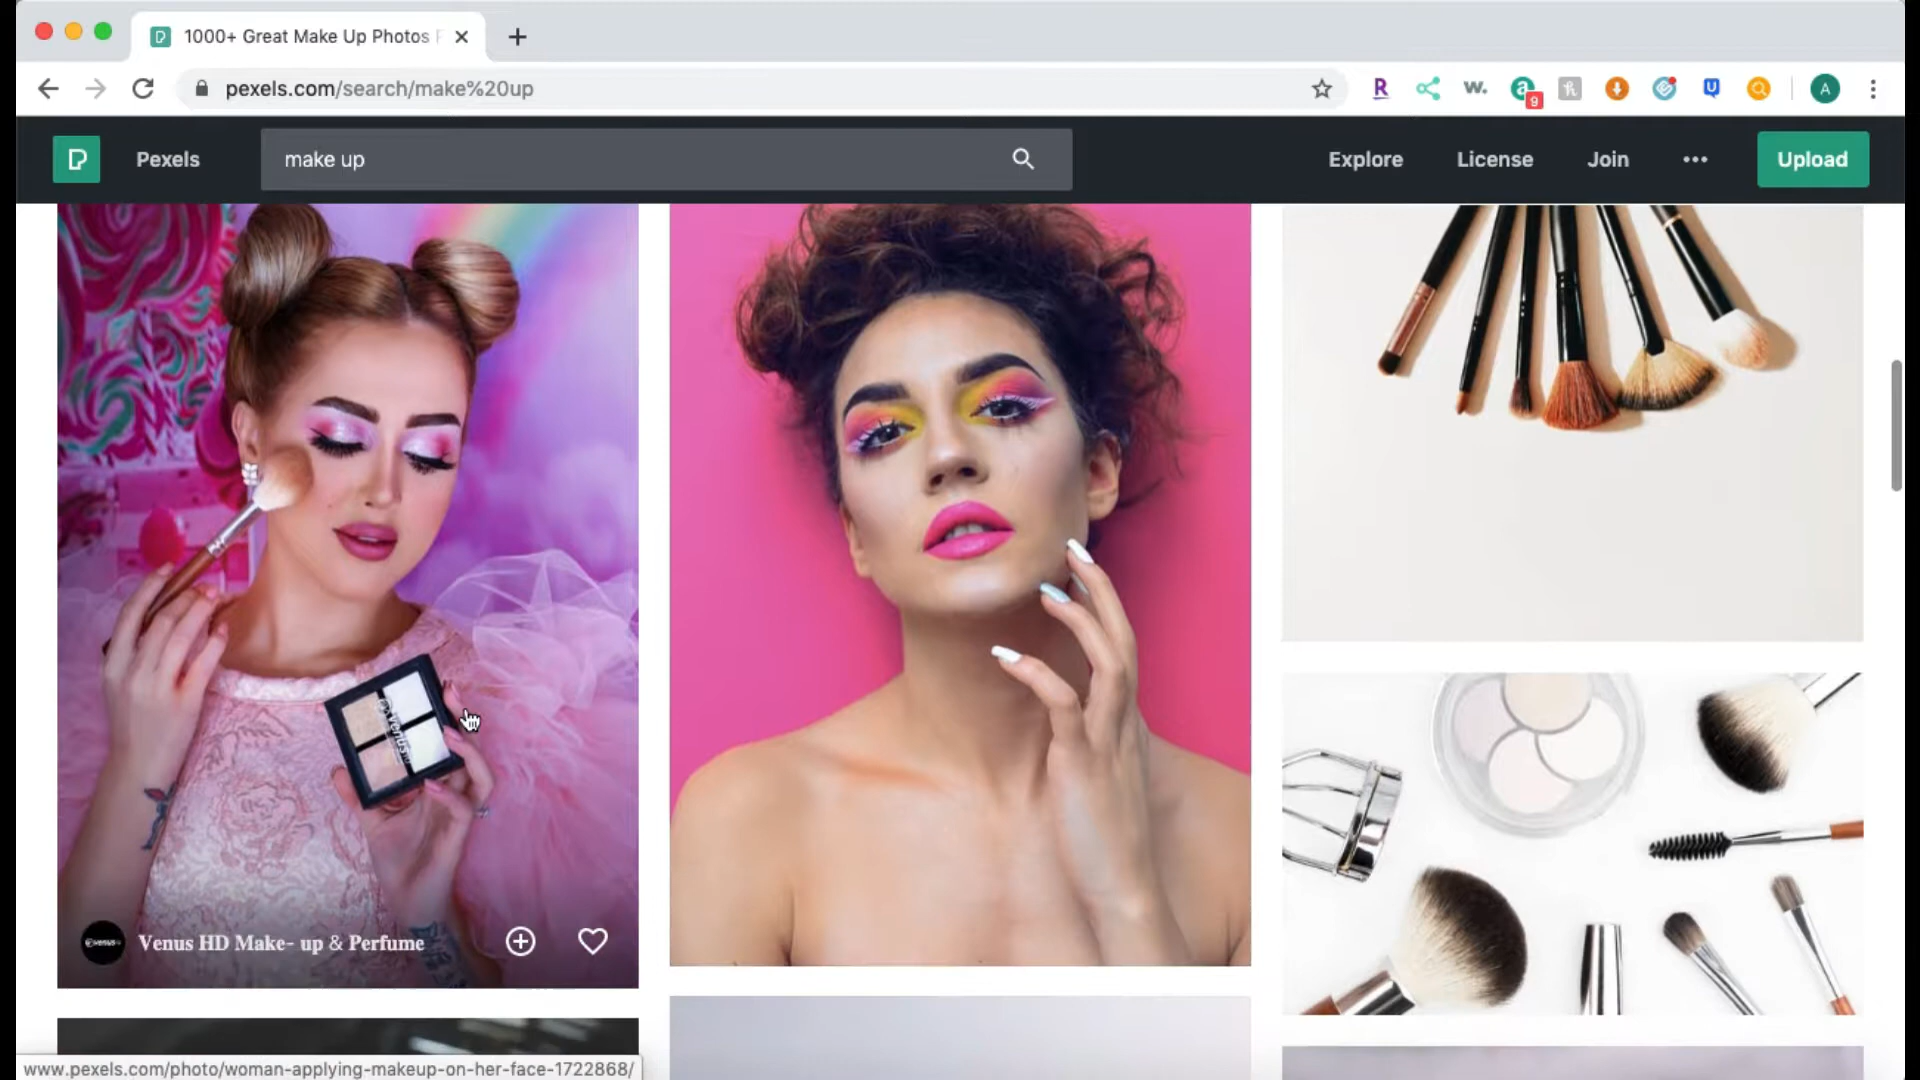 1000+ Great Make Up Photos
pexels.com/search/make%20up
9
A
Pexels
make up
Explore
License
Join
Upload
Venus HD Make- up & Perfume
www.pexels.com/photo/woman-applying-makeup-on-her-face-1722868/